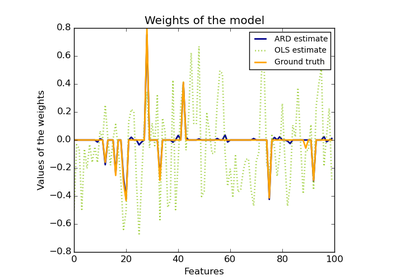 Weights of the model
ARD estimate
OLS estimate
Ground truth
Values of the weights
0.8
0.6
0.4
0.2
0.0
−0.2
−0.4
−0.6
−0.8
0 20 40 60 80 100
Features